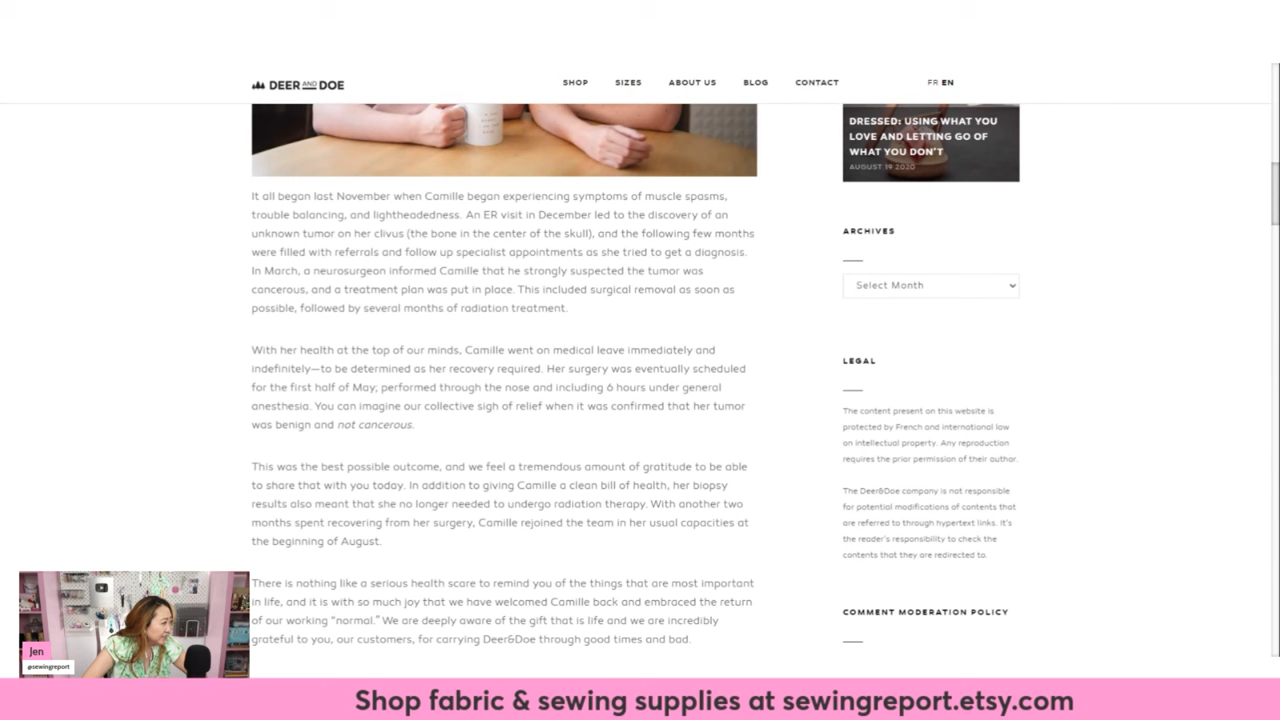 DEER AND DOE
SHOP
SIZES
ABOUT US
BLOG
CONTACT
FR EN
It all began last November when Camille began experiencing symptoms of muscle spasms,
trouble balancing, and lightheadedness. An ER visit in December led to the discovery of an
unknown tumor on her clivus (the bone in the center of the skull), and the following few months
were filled with referrals and follow up specialist appointments as she tried to get a diagnosis.
In March, a neurosurgeon informed Camille that he strongly suspected the tumor was
cancerous, and a treatment plan was put in place. This included surgical removal as soon as
possible, followed by several months of radiation treatment.
With her health at the top of our minds, Camille went on medical leave immediately and
indefinitely—to be determined as her recovery required. Her surgery was eventually scheduled
for the first half of May; performed through the nose and including 6 hours under general
anesthesia. You can imagine our collective sigh of relief when it was confirmed that her tumor
was benign and not cancerous.
This was the best possible outcome, and we feel a tremendous amount of gratitude to be able
to share that with you today. In addition to giving Camille a clean bill of health, her biopsy
results also meant that she no longer needed to undergo radiation therapy. With another two
months spent recovering from her surgery, Camille rejoined the team in her usual capacities at
the beginning of August.
There is nothing like a serious health scare to remind you of the things that are most important
in life, and it is with so much joy that we have welcomed Camille back and embraced the return
of our working “normal.” We are deeply aware of the gift that is life and we are incredibly
grateful to you, our customers, for carrying Deer&Doe through good times and bad.
DRESSED: USING WHAT YOU
LOVE AND LETTING GO OF
WHAT YOU DON'T
AUGUST 19 2020
ARCHIVES
Select Month
LEGAL
The content present on this website is
protected by French and international law
on intellectual property. Any reproduction
requires the prior permission of their author.
The Deer&Doe company is not responsible
for potential modifications of contents that
are referred to through hypertext links. It's
the reader's responsibility to check the
contents that they are redirected to.
COMMENT MODERATION POLICY
Jen
@sewingreport
Shop fabric & sewing supplies at sewingreport.etsy.com